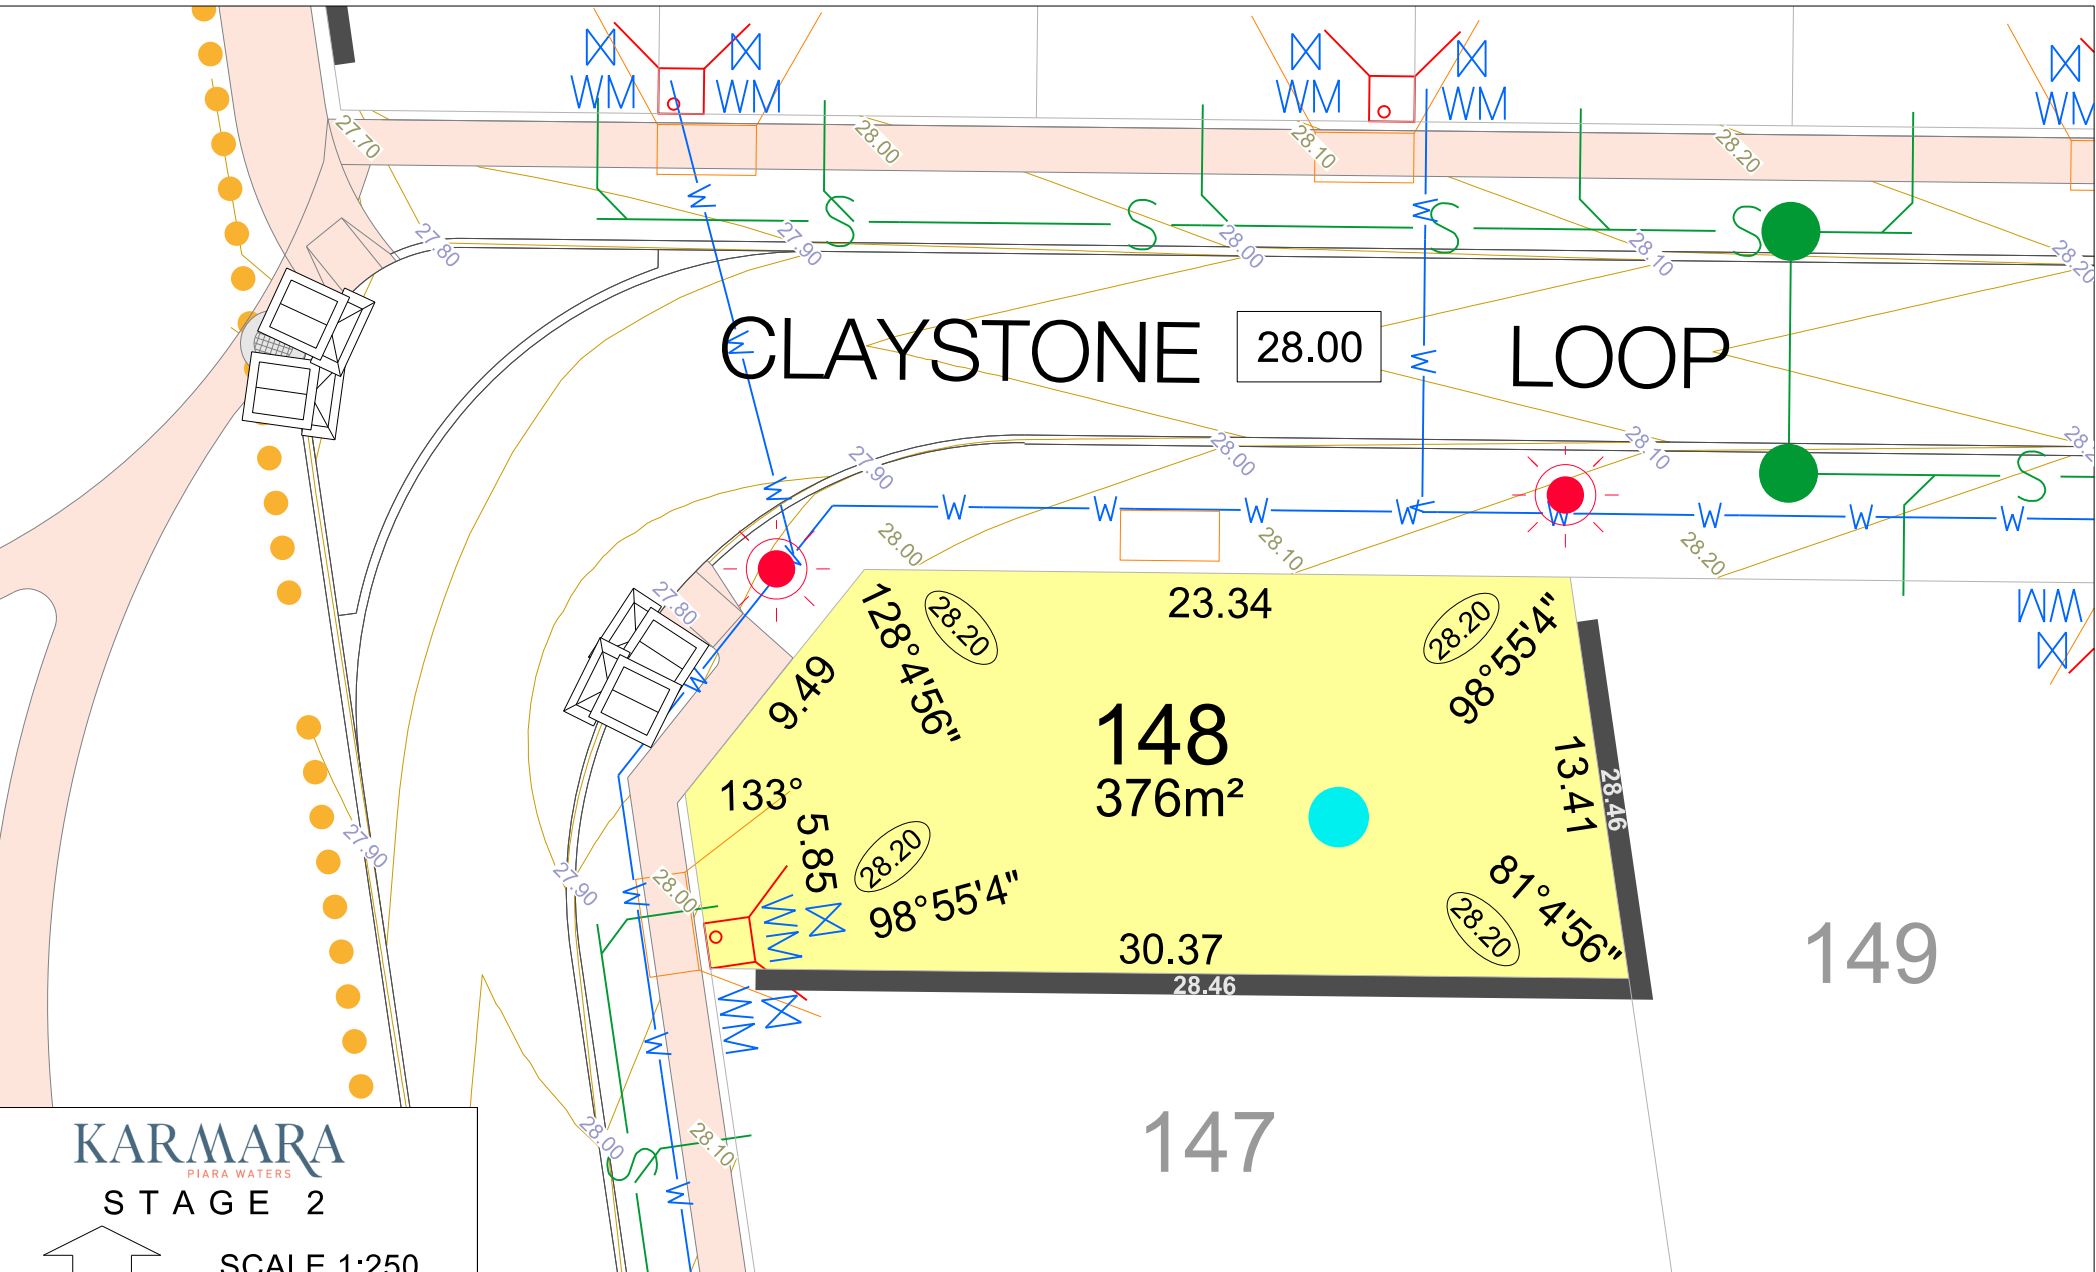 WM
WM
WM
WM
WM
27.70
28.00
28.10
28.20
W
S
S
W
S
S
27.80
27.90
28.00
28.10
28.20
CLAYSTONE
28.00
LOOP
W
W
27.90
28.00
28.10
W
W
W
W
W
W
W
W
S
28.00
28.10
28.20
27.80
23.34
128°4'56"
28.20
28.20
98°55'4"
WM
W
9.49
148
376m²
133°
5.85
13.41
28.46
27.90
27.90
28.00
28.20
98°55'4"
81°4'56"
28.20
W
WM
30.37
28.46
149
WM
W
28.00
28.10
S
W
147
KARMARA
PIARA WATERS
STAGE 2
SCALE 1:250